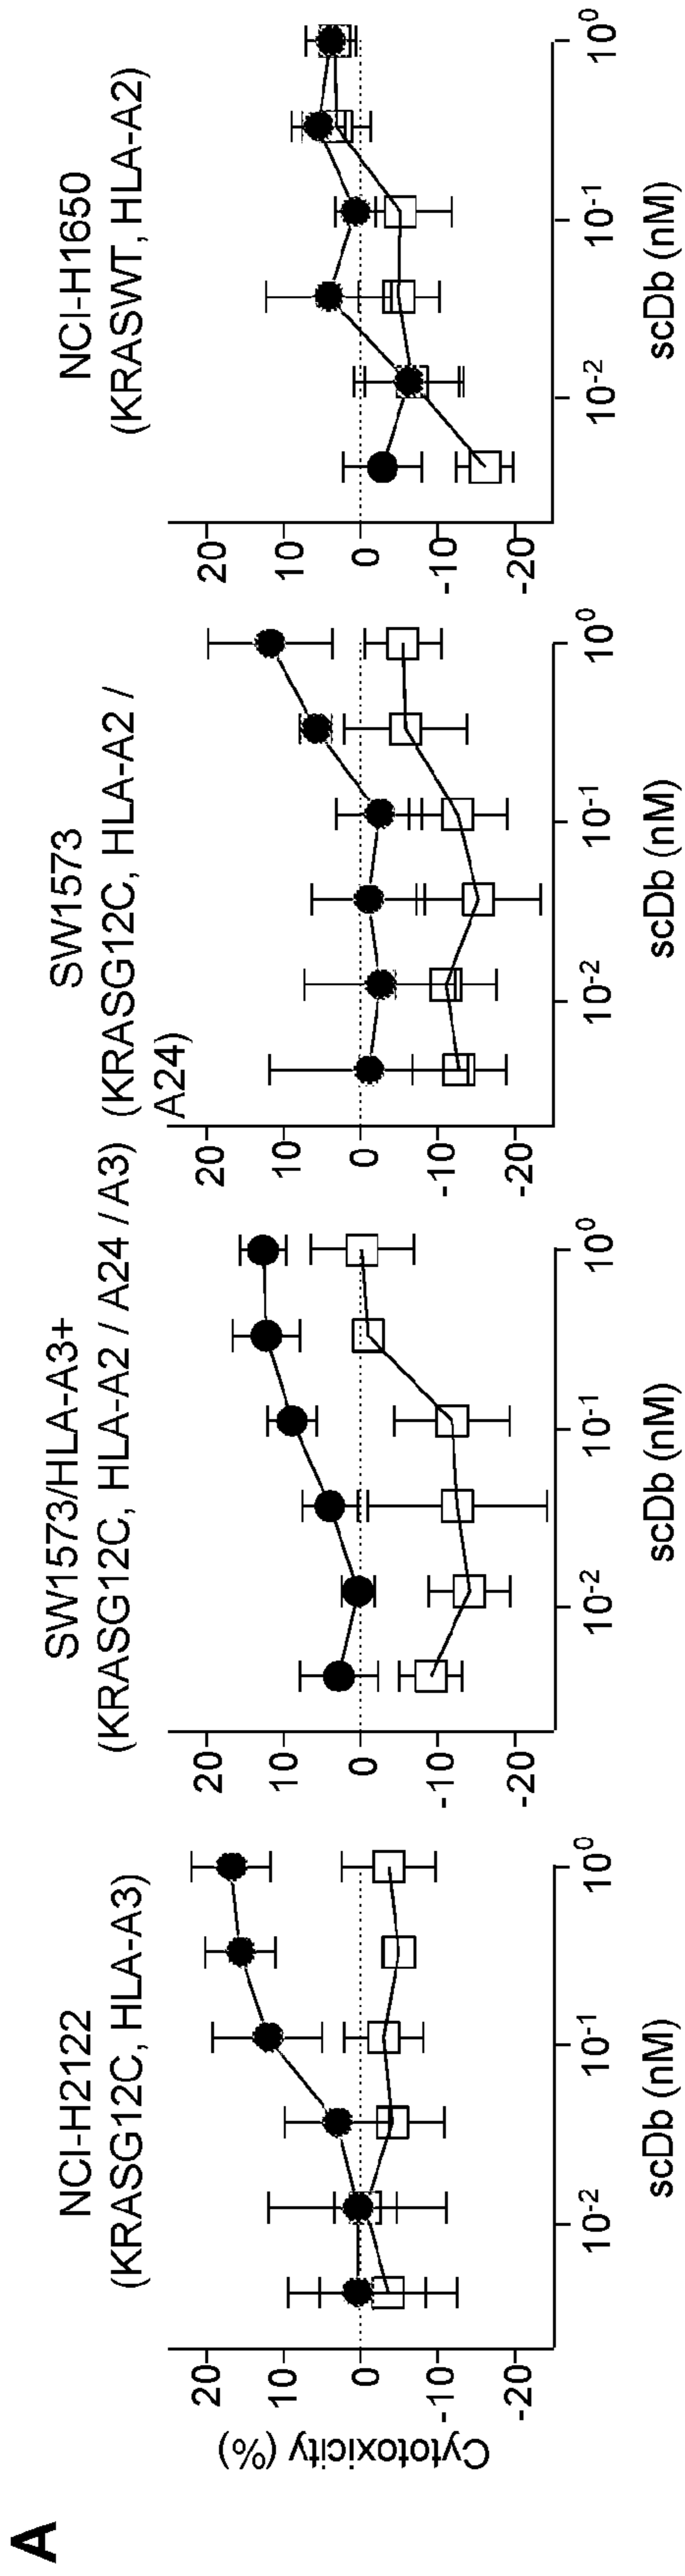 A
NCI-H2122
(KRASG12C, HLA-A3)
Cytotoxicity (%)
20
10
0
-10
-20
10-2
10-1
100
scDb (nM)
SW1573/HLA-A3+
(KRASG12C, HLA-A2 / A24 / A3)
20
10
0
-10
-20
10-2
10-1
100
scDb (nM)
SW1573
(KRASG12C, HLA-A2 /
A24)
20
10
0
-10
-20
10-2
10-1
100
scDb (nM)
NCI-H1650
(KRASWT, HLA-A2)
20
10
0
-10
-20
10-2
10-1
100
scDb (nM)